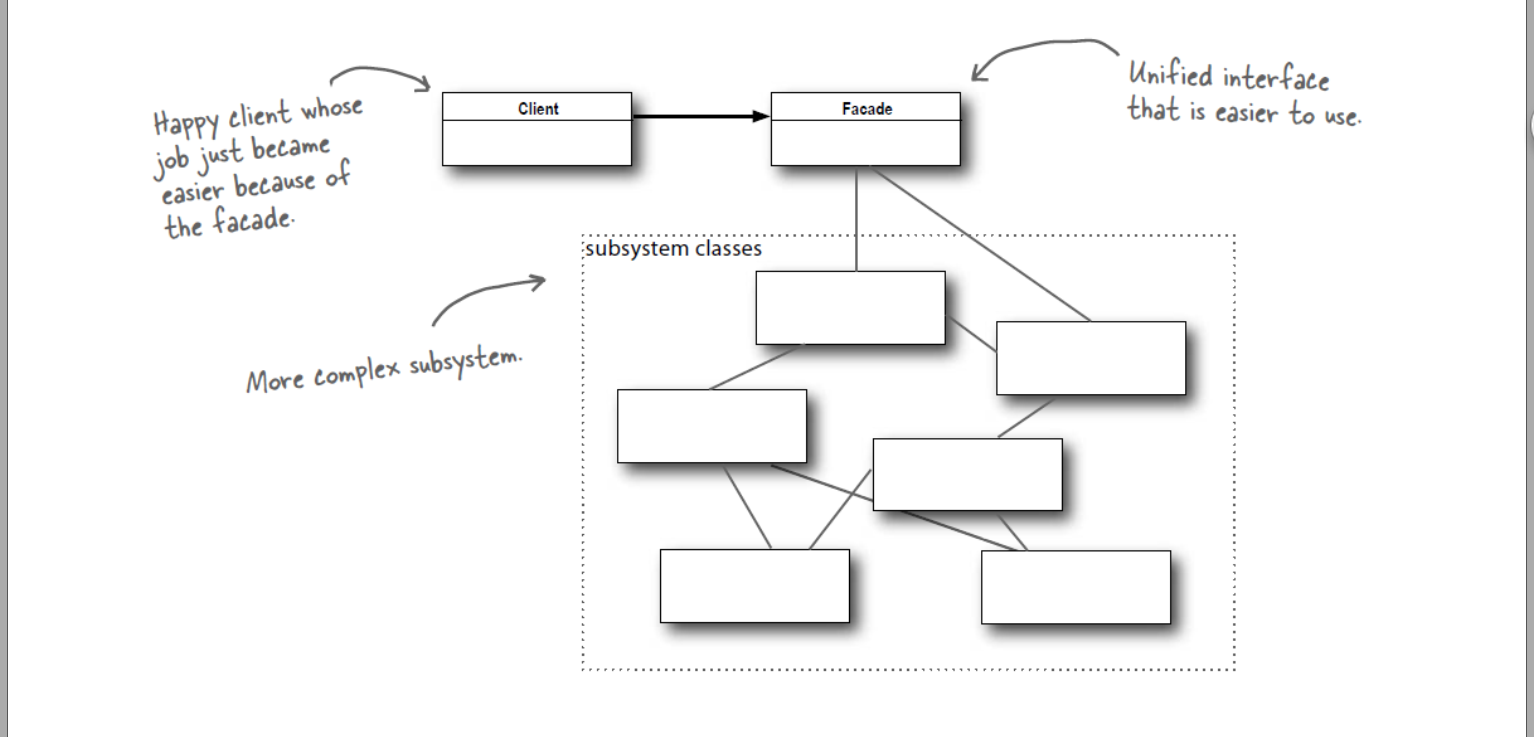 Happy client whose
job just became
easier because of
the facade.
Client
Facade
Unified interface
that is easier to use.
subsystem classes
More complex subsystem.